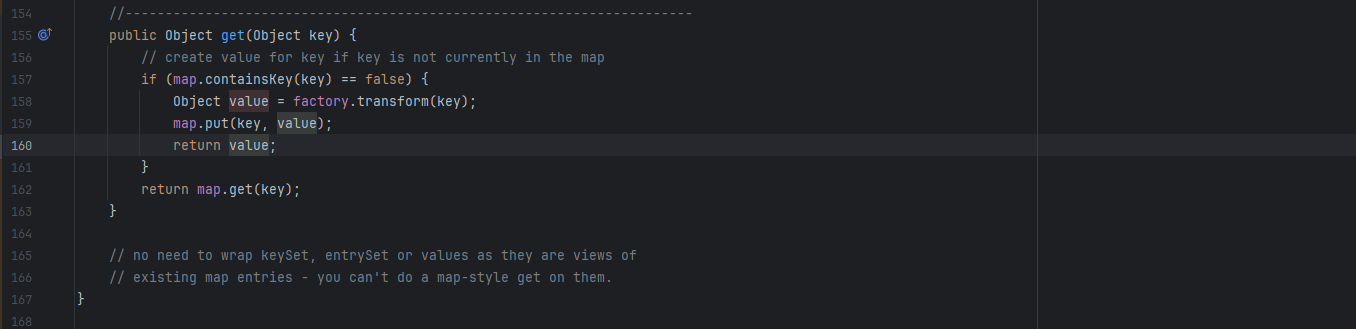 154 //-----------------------------------------------------------------------
155 public Object get(Object key) {
156 // create value for key if key is not currently in the map
157 if (map.containsKey(key) == false) {
158 Object value = factory.transform(key);
159 map.put(key, value);
160 return value;
161 }
162 return map.get(key);
163 }
164
165 // no need to wrap keySet, entrySet or values as they are views of
166 // existing map entries - you can't do a map-style get on them.
167 }
168